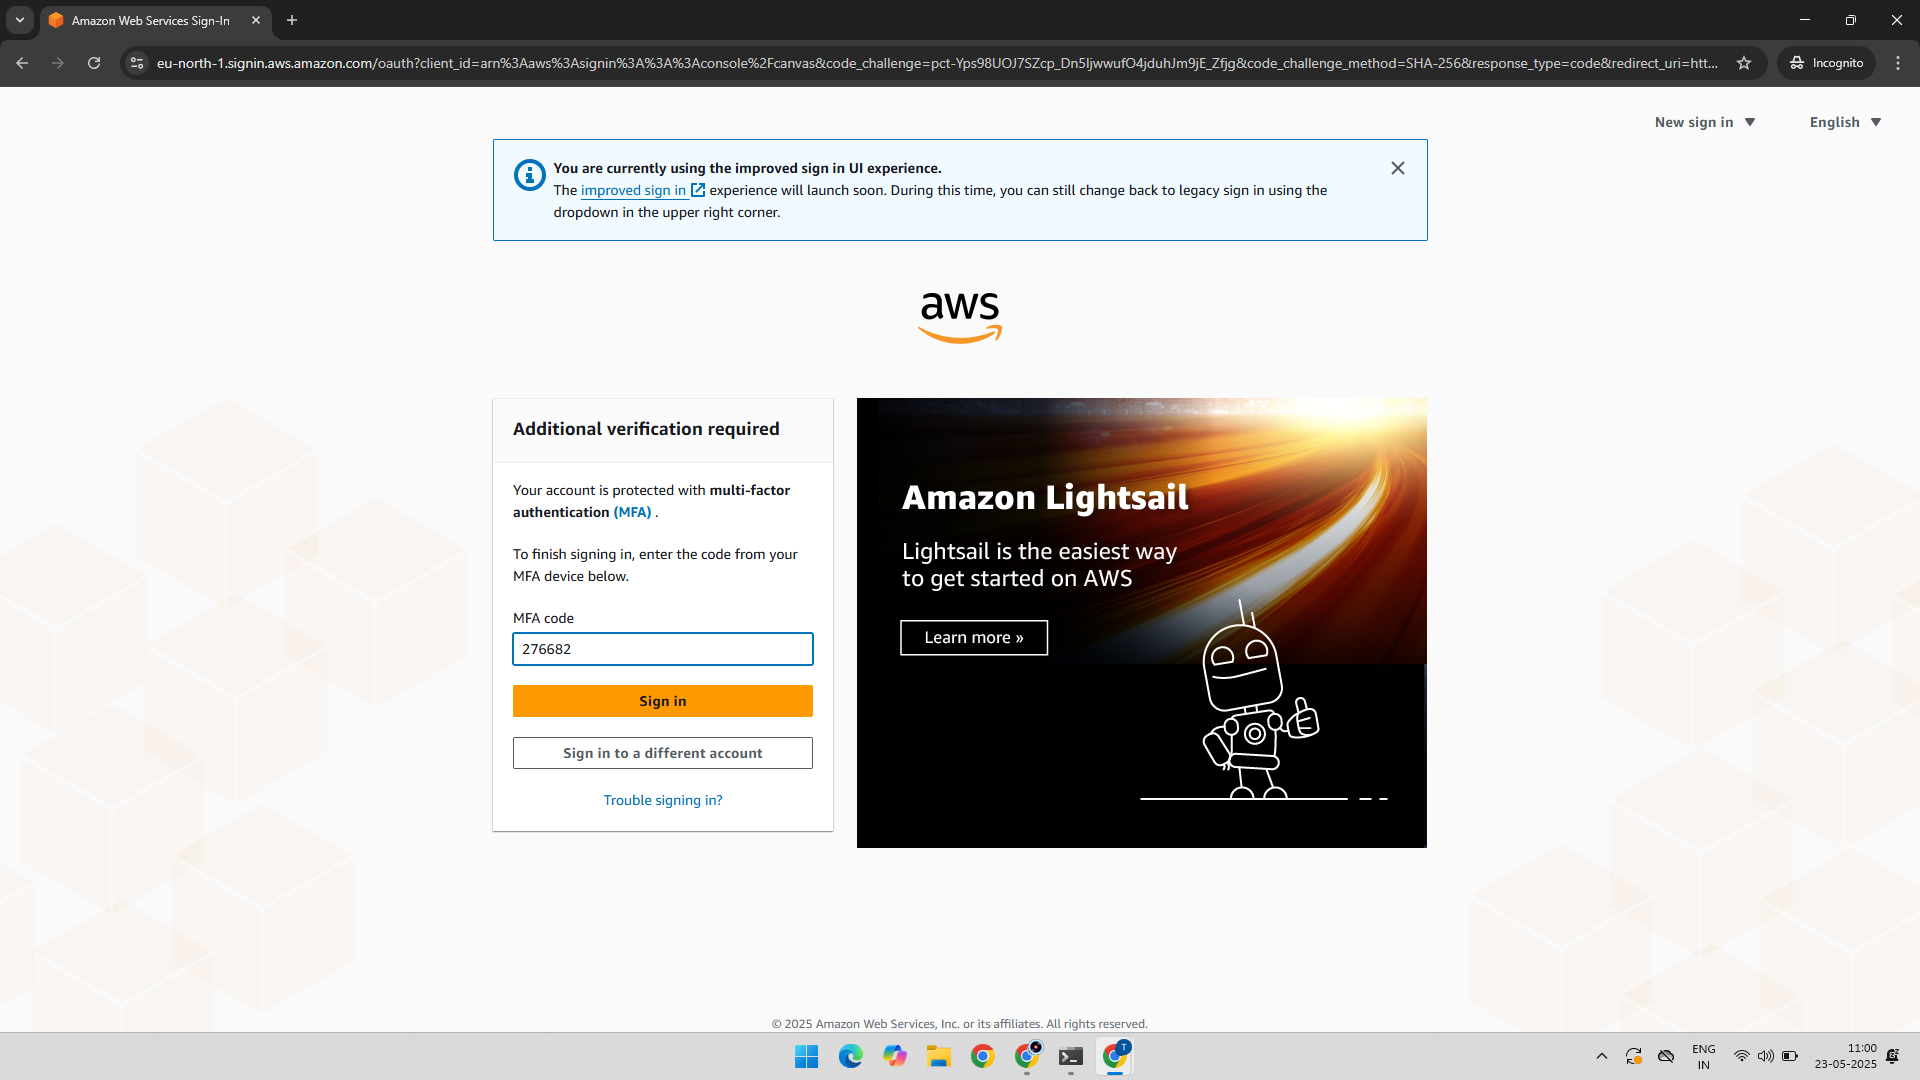 Amazon Web Services Sign-In
eu-north-1.signin.aws.amazon.com/oauth?client_id=arn%3Aaws%3Asignin%3A%3A%3Aconsole%2Fcanvas&code_challenge=pct-Yps98UOJ7SZcp_Dn5IjwwufO4jduhJm9jE_Zfjg&code_challenge_method=SHA-256&response_type=code&redirect_uri=htt...
Incognito
New sign in
English
You are currently using the improved sign in UI experience.
The improved sign in experience will launch soon. During this time, you can still change back to legacy sign in using the
dropdown in the upper right corner.
aws
Additional verification required
Your account is protected with multi-factor
authentication (MFA) .
To finish signing in, enter the code from your
MFA device below.
MFA code
276682
Sign in
Sign in to a different account
Trouble signing in?
Amazon Lightsail
Lightsail is the easiest way
to get started on AWS
Learn more »
© 2025 Amazon Web Services, Inc. or its affiliates. All rights reserved.
T
ENG
IN
11:00
23-05-2025